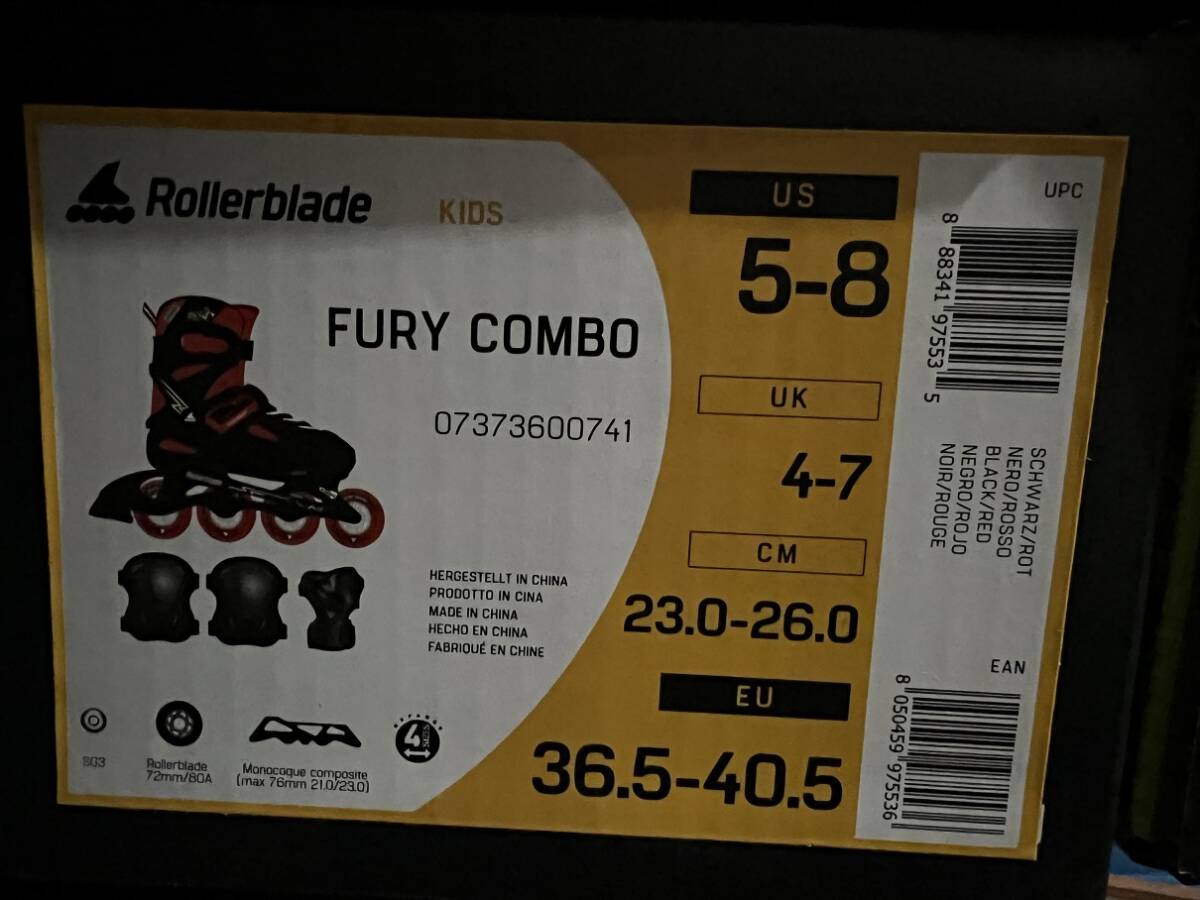 Rollerblade
KIDS
FURY COMBO
07373600741
HERGESTELLT IN CHINA
PRODOTTO IN CINA
MADE IN CHINA
HECHO EN CHINA
FABRIQUÉ EN CHINE
SG3
Rollerblade
72mm/80A
Monocoque composite
(max 76mm 21.0/23.0)
4
SIZES
US
5-8
UK
4-7
CM
23.0-26.0
EU
36.5-40.5
UPC
8 88341 97553 5
SCHWARZ/ROT
NERO/ROSSO
BLACK/RED
NEGRO/ROJO
NOIR/ROUGE
EAN
8 050459 975536